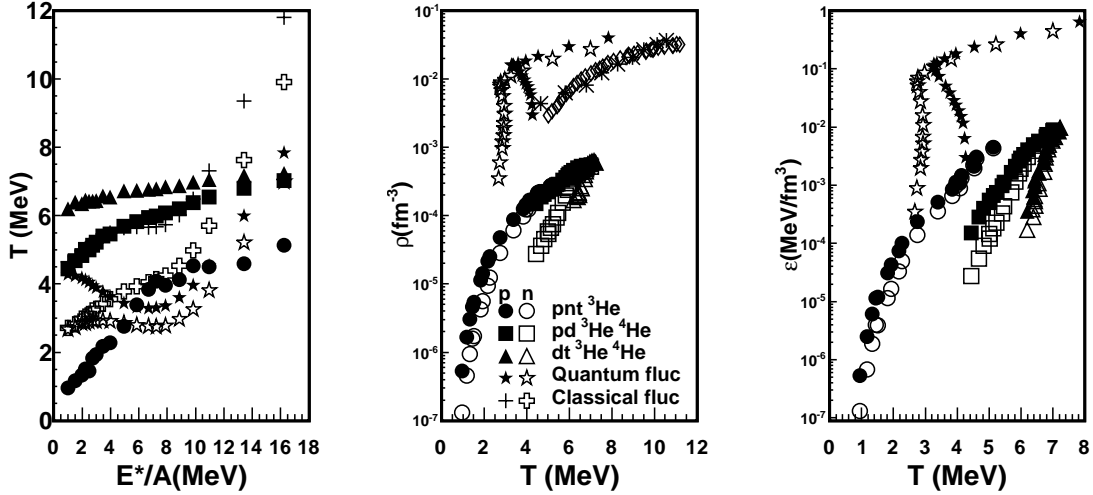 12
10
8
6
4
2
0
T (MeV)
0 2 4 6 8 10 12 14 16 18
E*/A(MeV)
10⁻¹
10⁻²
10⁻³
10⁻⁴
10⁻⁵
10⁻⁶
10⁻⁷
ρ(fm⁻³)
p n
pnt ³He
pd ³He ⁴He
dt ³He ⁴He
Quantum fluc
Classical fluc
0 2 4 6 8 10 12
T (MeV)
1
10⁻¹
10⁻²
10⁻³
10⁻⁴
10⁻⁵
10⁻⁶
10⁻⁷
ε(MeV/fm³)
0 1 2 3 4 5 6 7 8
T (MeV)